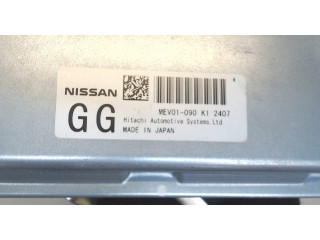 NISSAN
GG
MEV01-090 K1 2407
Hitachi Automotive Systems,Ltd
MADE IN JAPAN